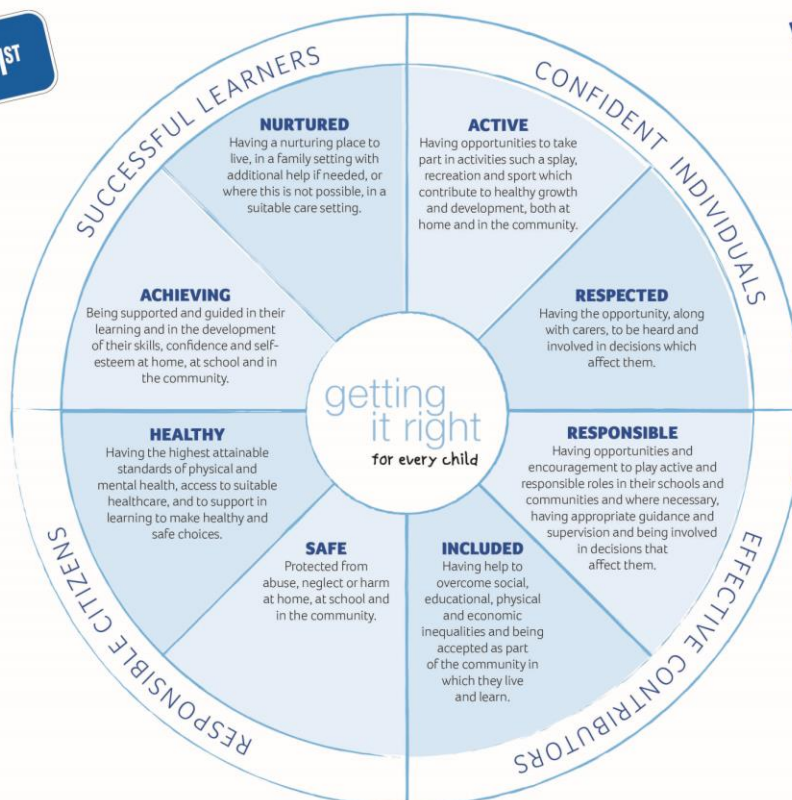 1ST
SUCCESSFUL LEARNERS
CONFIDENT INDIVIDUALS
NURTURED
Having a nurturing place to
live, in a family setting with
additional help if needed, or
where this is not possible, in a
suitable care setting.
ACTIVE
Having opportunities to take
part in activities such a splay,
recreation and sport which
contribute to healthy growth
and development, both at
home and in the community.
ACHIEVING
Being supported and guided in their
learning and in the development
of their skills, confidence and self-
esteem at home, at school and in
the community.
RESPECTED
Having the opportunity, along
with carers, to be heard and
involved in decisions which
affect them.
getting
it right
for every child
HEALTHY
Having the highest attainable
standards of physical and
mental health, access to suitable
healthcare, and to support in
learning to make healthy and
safe choices.
RESPONSIBLE
Having opportunities and
encouragement to play active and
responsible roles in their schools and
communities and where necessary,
having appropriate guidance and
supervision and being involved
in decisions that
affect them.
SAFE
Protected from
abuse, neglect or harm
at home, at school and
in the community.
INCLUDED
Having help to
overcome social,
educational, physical
and economic
inequalities and being
accepted as part
of the community in
which they live
and learn.
RESPONSIBLE CITIZENS
EFFECTIVE CONTRIBUTORS